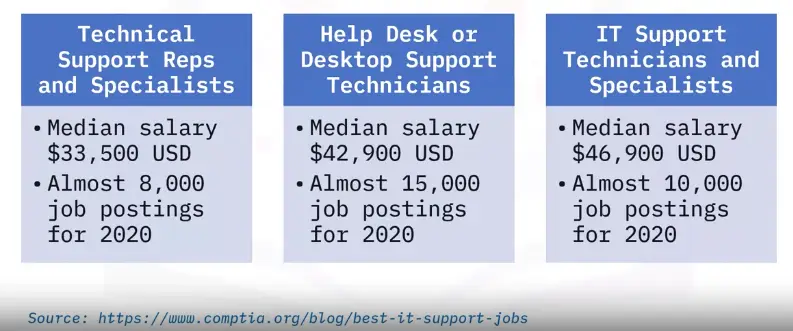 Technical
Support Reps
and Specialists
• Median salary
$33,500 USD
• Almost 8,000
job postings
for 2020
Help Desk or
Desktop Support
Technicians
• Median salary
$42,900 USD
• Almost 15,000
job postings
for 2020
IT Support
Technicians and
Specialists
• Median salary
$46,900 USD
• Almost 10,000
job postings
for 2020
Source: https://www.comptia.org/blog/best-it-support-jobs